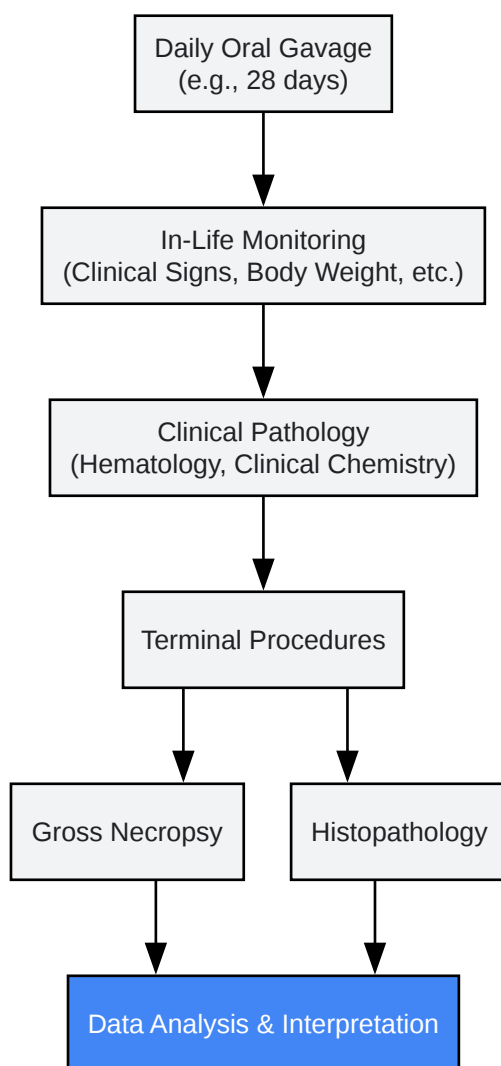 Daily Oral Gavage
(e.g., 28 days)
In-Life Monitoring
(Clinical Signs, Body Weight, etc.)
Clinical Pathology
(Hematology, Clinical Chemistry)
Terminal Procedures
Gross Necropsy
Histopathology
Data Analysis & Interpretation